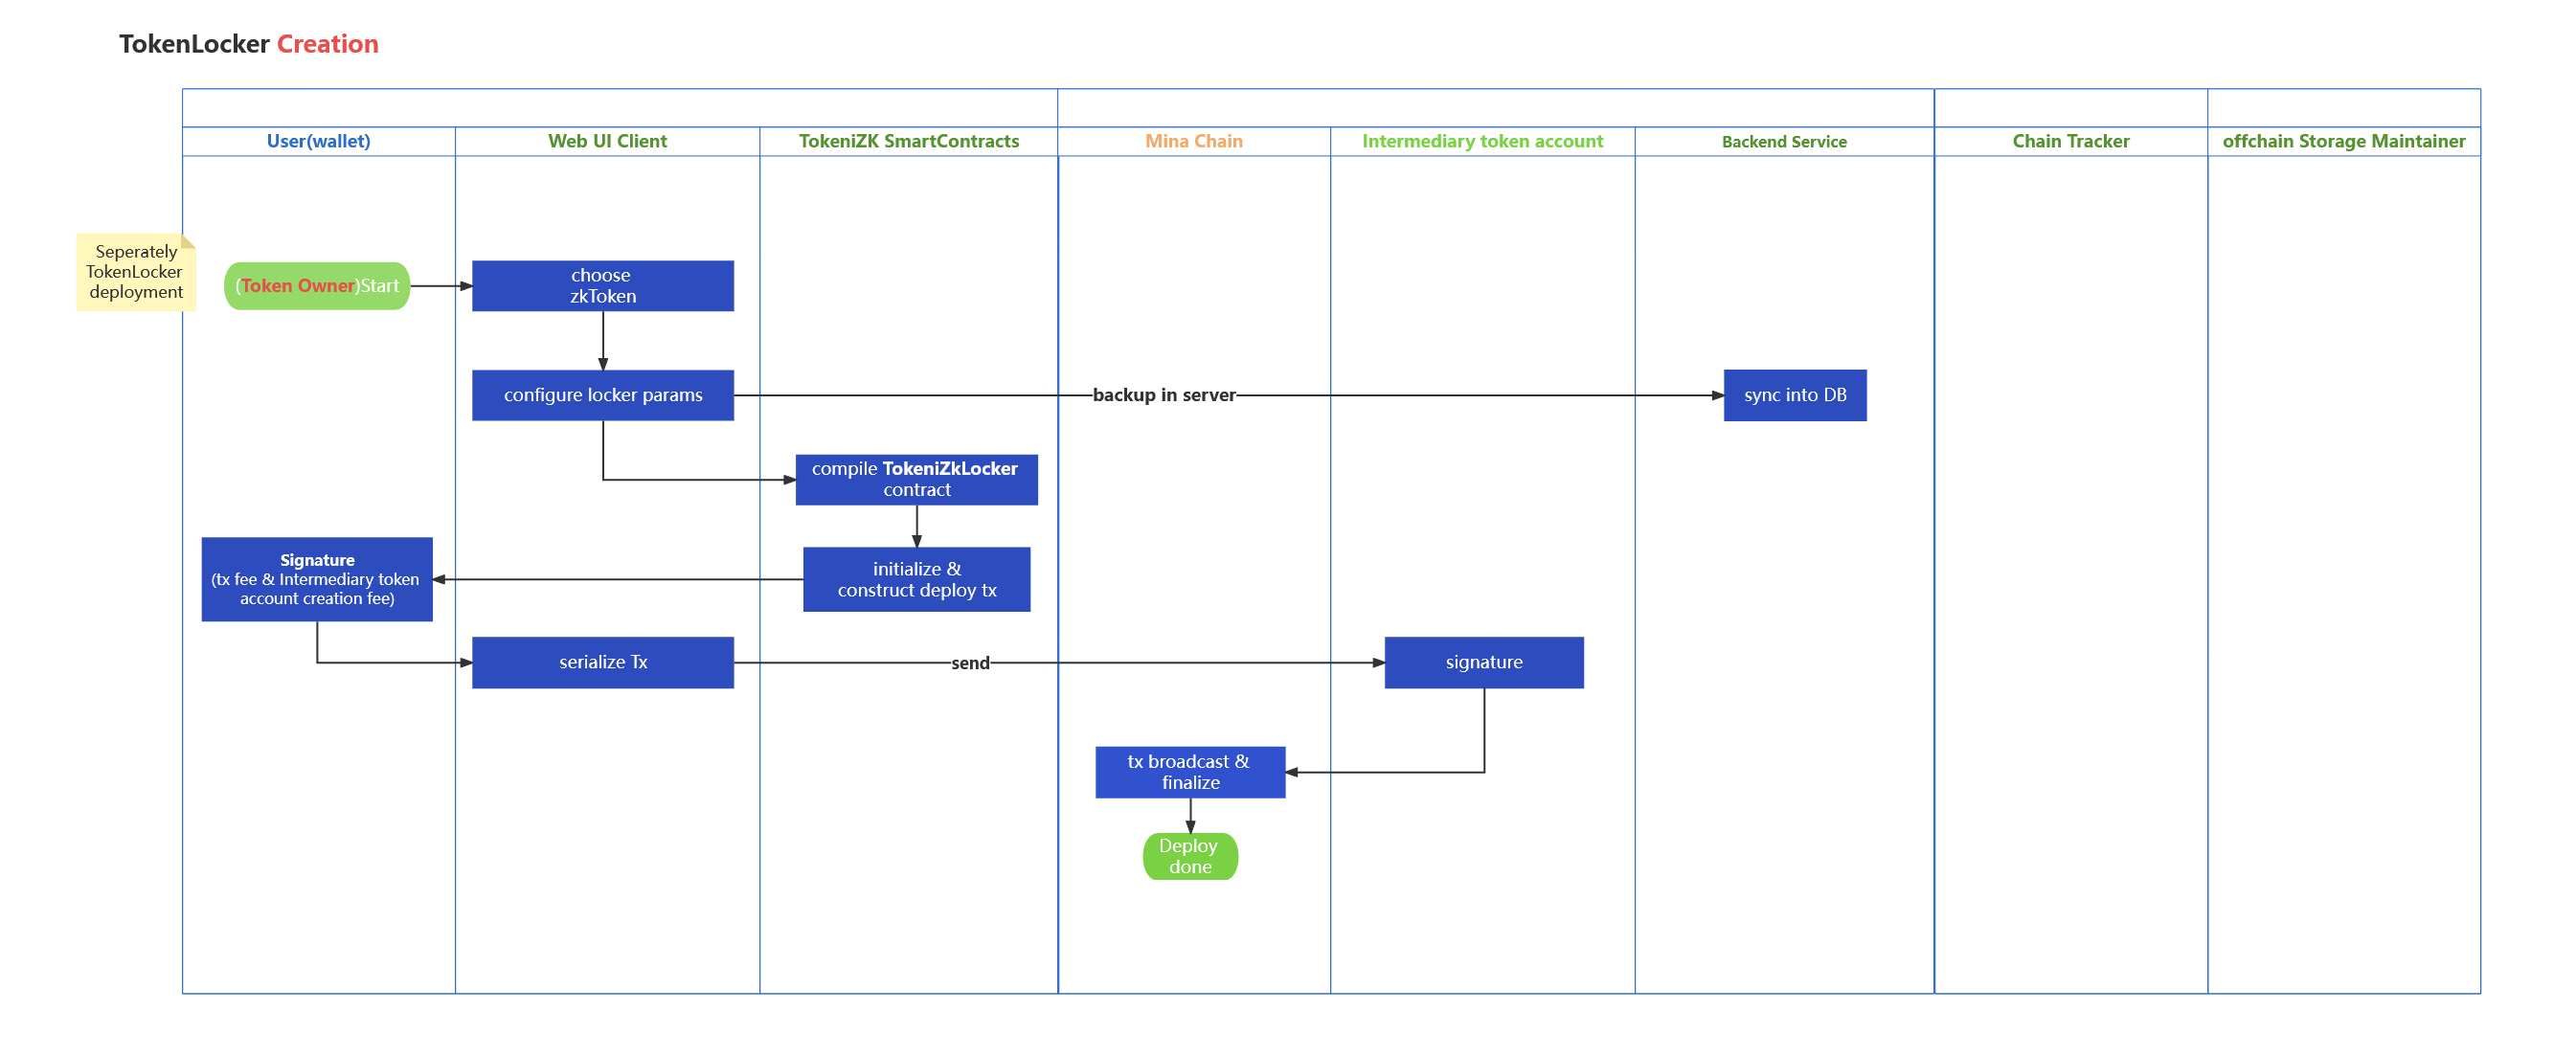 TokenLocker Creation
User(wallet)
Web UI Client
TokeniZK SmartContracts
Mina Chain
Intermediary token account
Backend Service
Chain Tracker
offchain Storage Maintainer
Seperately
TokenLocker
deployment
(Token Owner)Start
choose
zkToken
configure locker params
backup in server
sync into DB
compile TokeniZkLocker
contract
initialize &
construct deploy tx
Signature
(tx fee & Intermediary token
account creation fee)
serialize Tx
send
signature
tx broadcast &
finalize
Deploy
done